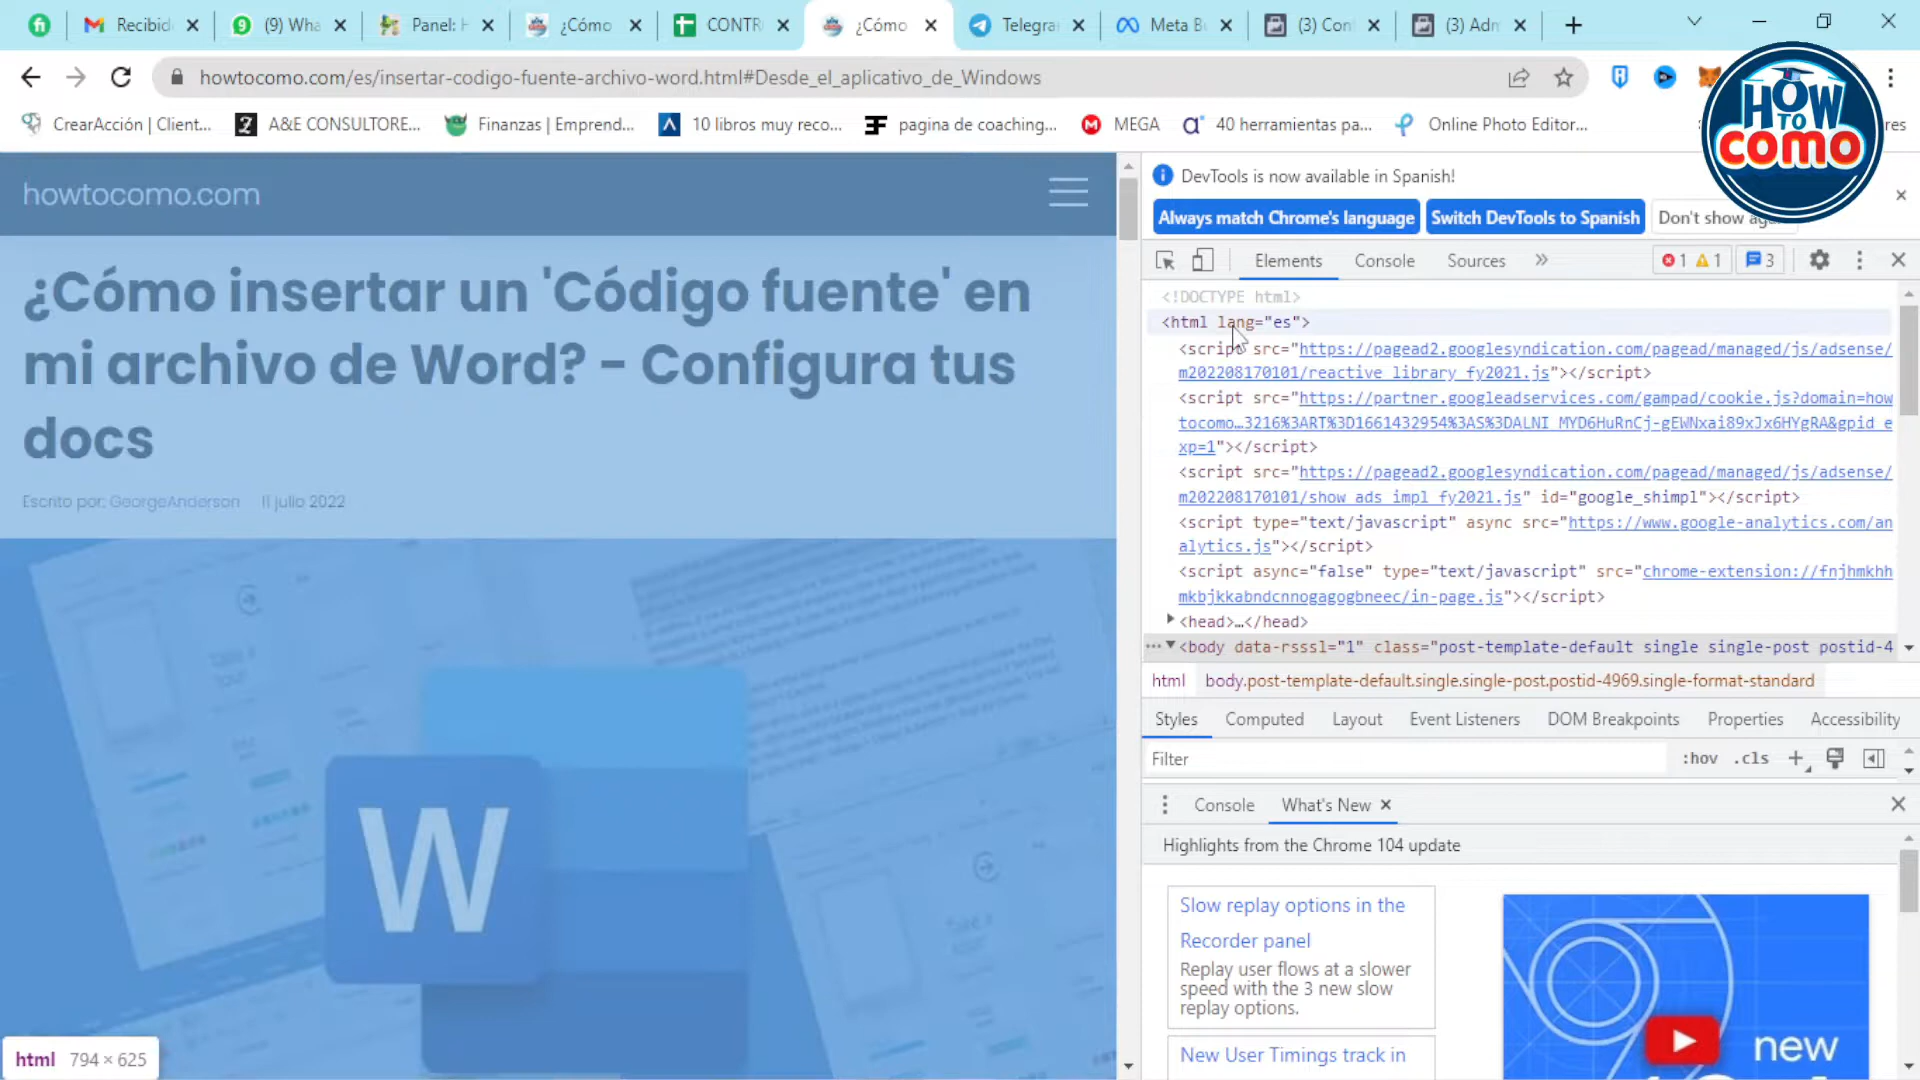 Recibid
(9) Wha
Panel: H
¿Cómo
CONTR
¿Cómo
Telegra
Meta Bu
(3) Con
(3) Adm
howtocomo.com/es/insertar-codigo-fuente-archivo-word.html#Desde_el_aplicativo_de_Windows
CrearAcción | Client...
A&E CONSULTORE...
Finanzas | Emprend...
10 libros muy reco...
pagina de coaching...
MEGA
40 herramientas pa...
Online Photo Editor...
res
HOW
TO
como
howtocomo.com
¿Cómo insertar un 'Código fuente' en
mi archivo de Word? – Configura tus
docs
Escrito por: GeorgeAnderson 11 julio 2022
W
html 794 × 625
DevTools is now available in Spanish!
Always match Chrome's language
Switch DevTools to Spanish
Don't show aga
Elements
Console
Sources
1
1
3
<!DOCTYPE html>
<html lang="es">
<script src="https://pagead2.googlesyndication.com/pagead/managed/js/adsense/
m202208170101/reactive_library_fy2021.js"></script>
<script src="https://partner.googleadservices.com/gampad/cookie.js?domain=how
tocomo…3216%3ART%3D1661432954%3AS%3DALNI_MYD6HuRnCj-gEWNxai89xJx6HYgRA&gpid_e
xp=1"></script>
<script src="https://pagead2.googlesyndication.com/pagead/managed/js/adsense/
m202208170101/show_ads_impl_fy2021.js" id="google_shimpl"></script>
<script type="text/javascript" async src="https://www.google-analytics.com/an
alytics.js"></script>
<script async="false" type="text/javascript" src="chrome-extension://fnjhmkhh
mkbjkkabndcnnogagogbneec/in-page.js"></script>
<head>…</head>
<body data-rsssl="1" class="post-template-default single single-post postid-4
html body.post-template-default.single.single-post.postid-4969.single-format-standard
Styles
Computed
Layout
Event Listeners
DOM Breakpoints
Properties
Accessibility
Filter
:hov .cls
Console
What's New
Highlights from the Chrome 104 update
Slow replay options in the
Recorder panel
Replay user flows at a slower
speed with the 3 new slow
replay options.
New User Timings track in
new